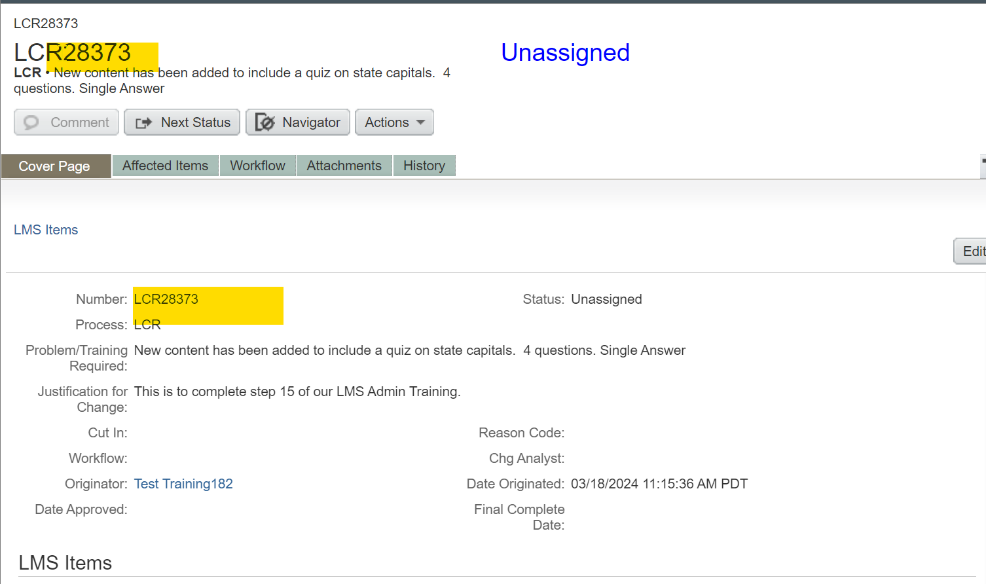 LCR28373
LCR28373
Unassigned
LCR • New content has been added to include a quiz on state capitals.  4
questions. Single Answer
Comment Next Status Navigator Actions
Cover Page Affected Items Workflow Attachments History
LMS Items
Edit
Number: LCR28373 Status: Unassigned
Process: LCR
Problem/Training New content has been added to include a quiz on state capitals.  4 questions. Single Answer
Required:
Justification for This is to complete step 15 of our LMS Admin Training.
Change:
Cut In: Reason Code:
Workflow: Chg Analyst:
Originator: Test Training182 Date Originated: 03/18/2024 11:15:36 AM PDT
Date Approved: Final Complete
Date:
LMS Items